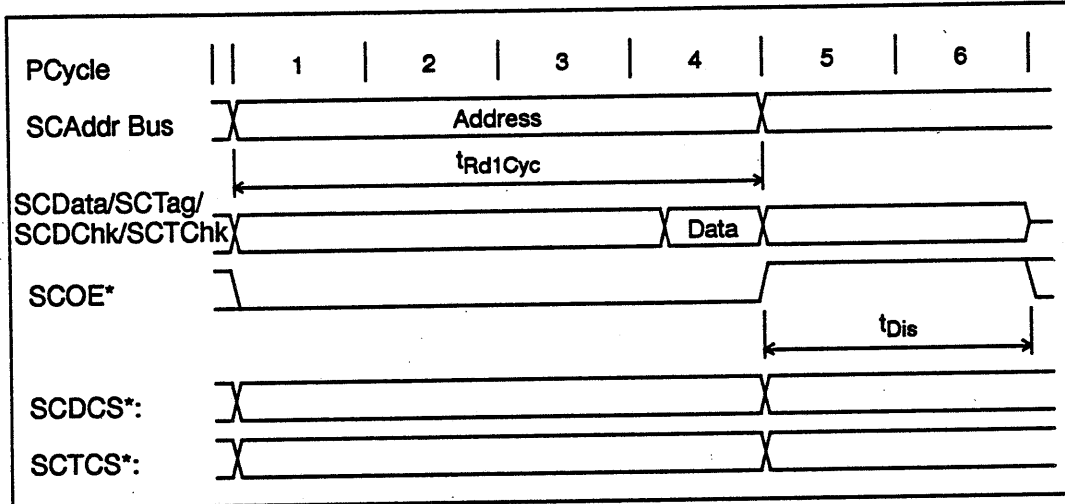 PCycle 1 2 3 4 5 6
SCAddr Bus Address
tRd1Cyc
SCData/SCTag/
SCDChk/SCTChk Data
SCOE*
tDis
SCDCS*:
SCTCS*: